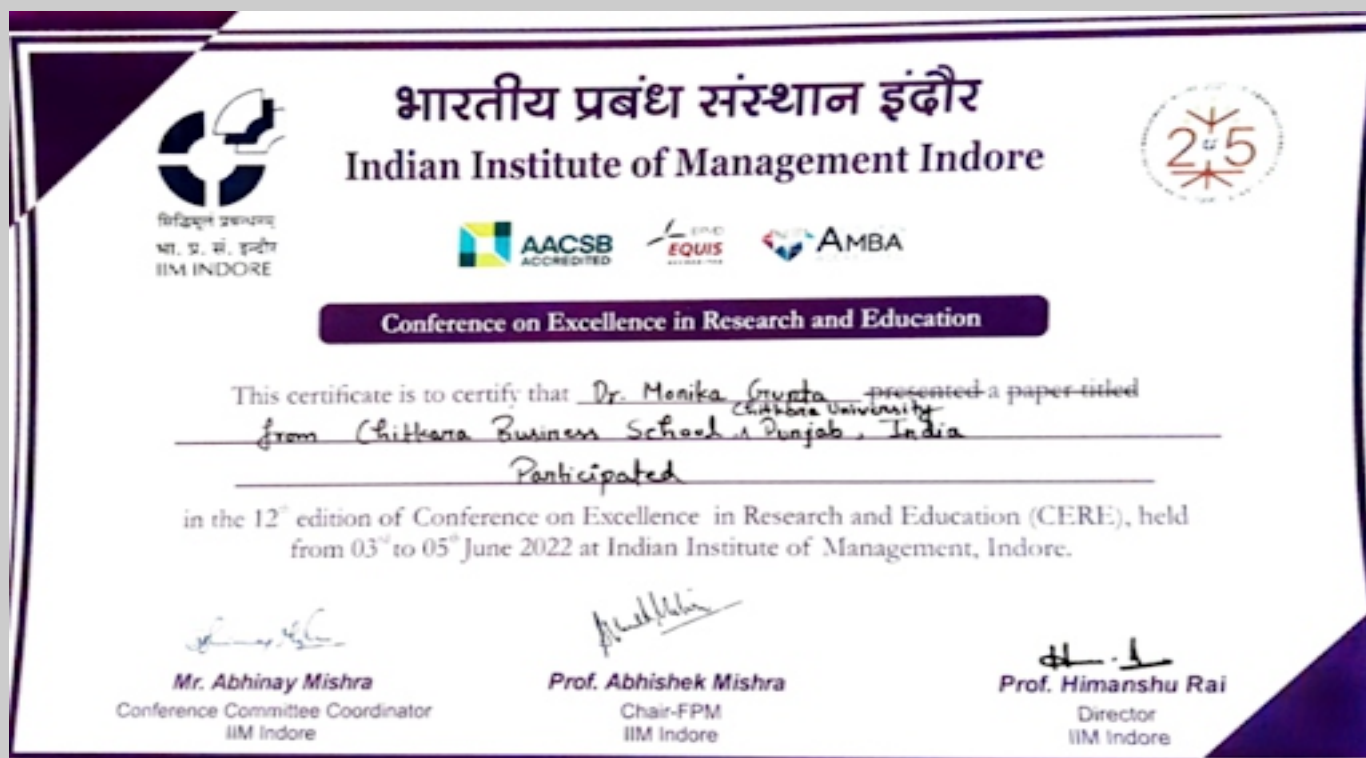 भारतीय प्रबंध संस्थान इंदौर
Indian Institute of Management Indore
सिद्धिमूलं प्रबन्धनम्
भा. प्र. सं. इन्दौर
IIM INDORE
25
AACSB
ACCREDITED
EQUIS
ACCREDITED
AMBA
Conference on Excellence in Research and Education
This certificate is to certify that Dr. Monika Gupta presented a paper titled
Chitkara University
from Chitkara Business School, Punjab, India
Participated
in the 12th edition of Conference on Excellence in Research and Education (CERE), held
from 03rd to 05th June 2022 at Indian Institute of Management, Indore.
Mr. Abhinay Mishra
Conference Committee Coordinator
IIM Indore
Prof. Abhishek Mishra
Chair-FPM
IIM Indore
Prof. Himanshu Rai
Director
IIM Indore